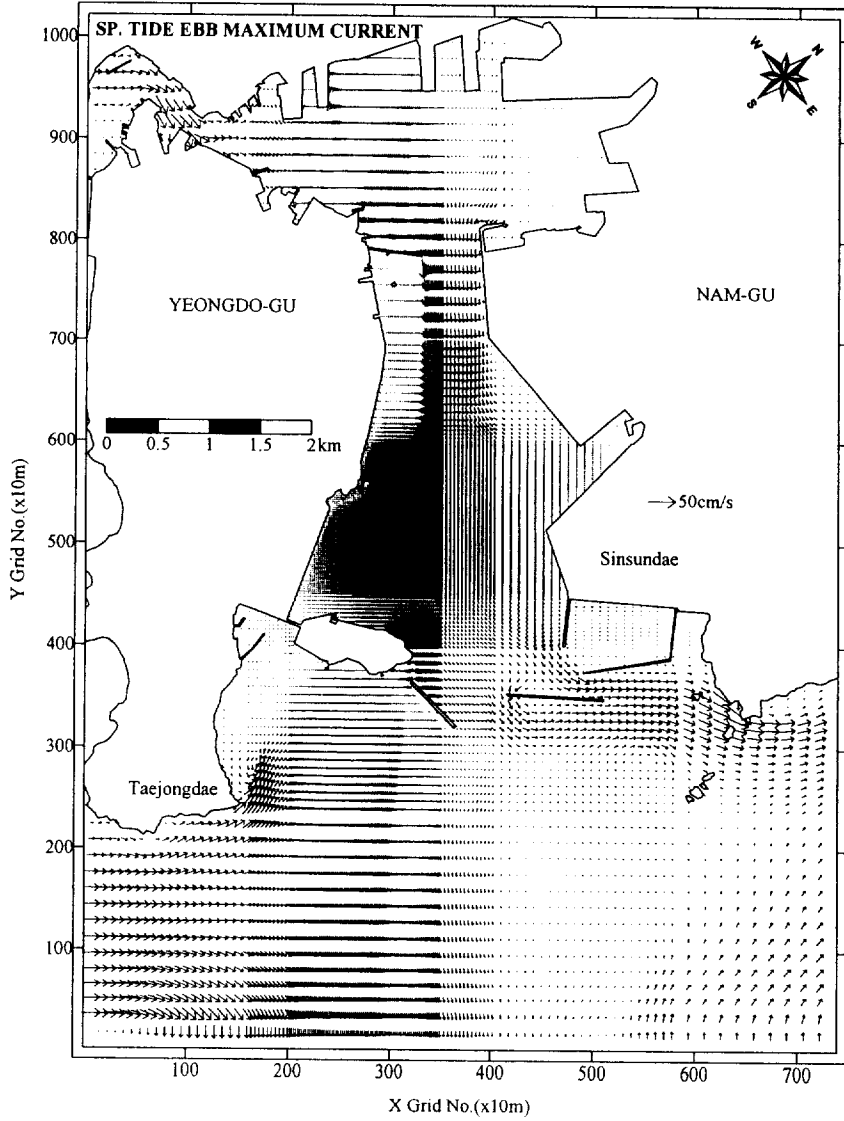 SP. TIDE EBB MAXIMUM CURRENT
W
N
S
E
1000
900
800
700
600
500
400
300
200
100
Y Grid No.(x10m)
YEONGDO-GU
NAM-GU
0 0.5 1 1.5 2km
50cm/s
Sinsundae
Taejongdae
100 200 300 400 500 600 700
X Grid No.(x10m)